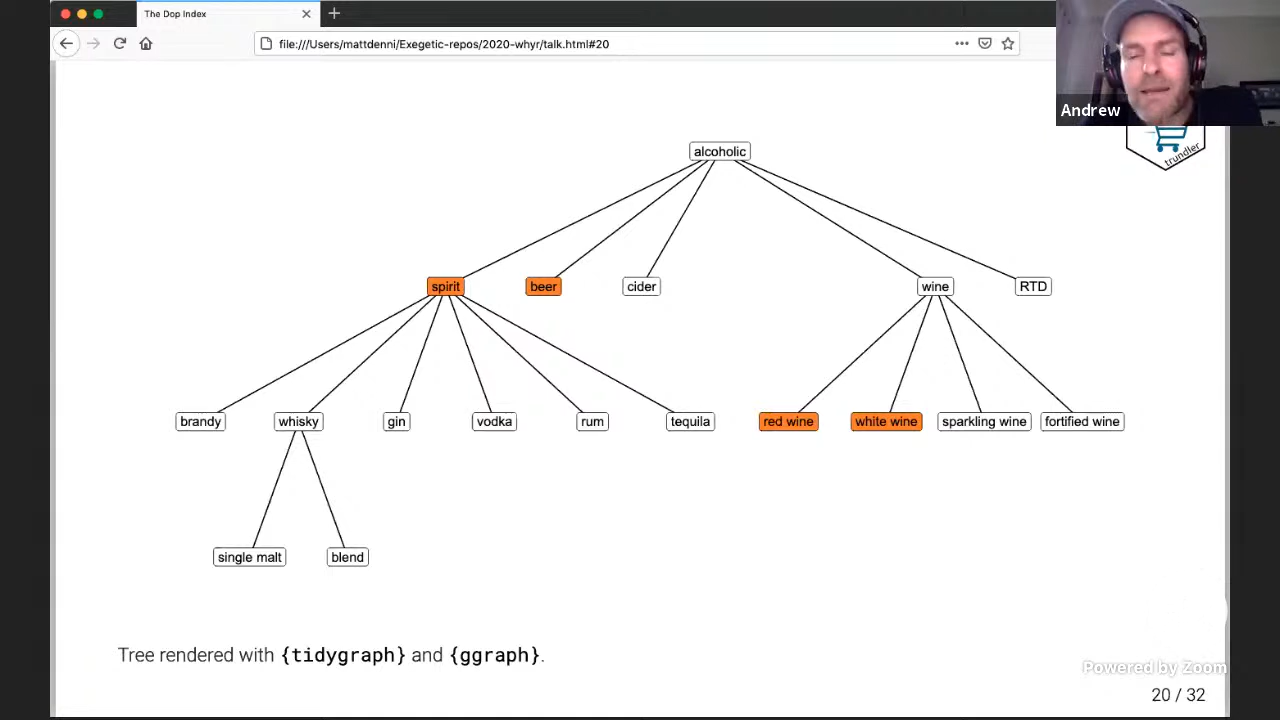 The Dop Index
file:///Users/mattdenni/Exegetic-repos/2020-whyr/talk.html#20
Andrew
trundler
alcoholic
spirit beer cider wine RTD
brandy whisky gin vodka rum tequila red wine white wine sparkling wine fortified wine
single malt blend
Tree rendered with {tidygraph} and {ggraph}.
Powered by Zoom
20 / 32